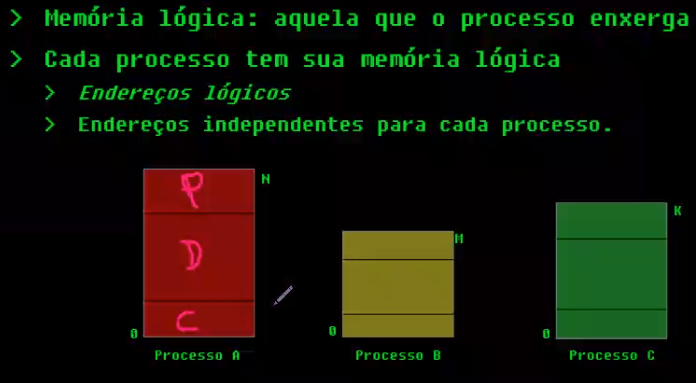 > Memória lógica: aquela que o processo enxerga
> Cada processo tem sua memória lógica
> Endereços lógicos
> Endereços independentes para cada processo.
P
D
C
N
0
Processo A
M
0
Processo B
K
0
Processo C